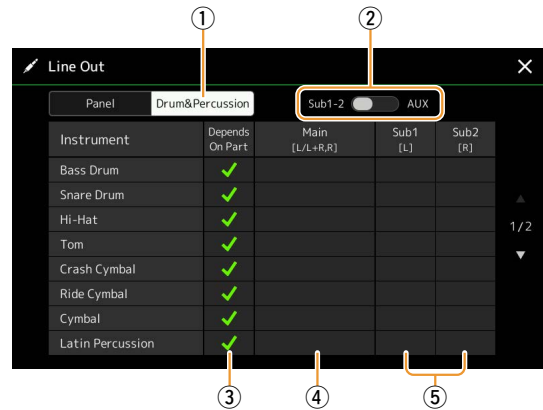 1 2
Line Out ×
Panel Drum&Percussion Sub1-2 AUX
Instrument Depends On Part Main [L/L+R,R] Sub1 [L] Sub2 [R]
Bass Drum ✓
Snare Drum ✓
Hi-Hat ✓
1/2
Tom ✓
Crash Cymbal ✓
Ride Cymbal ✓
Cymbal ✓
Latin Percussion ✓
3 4 5